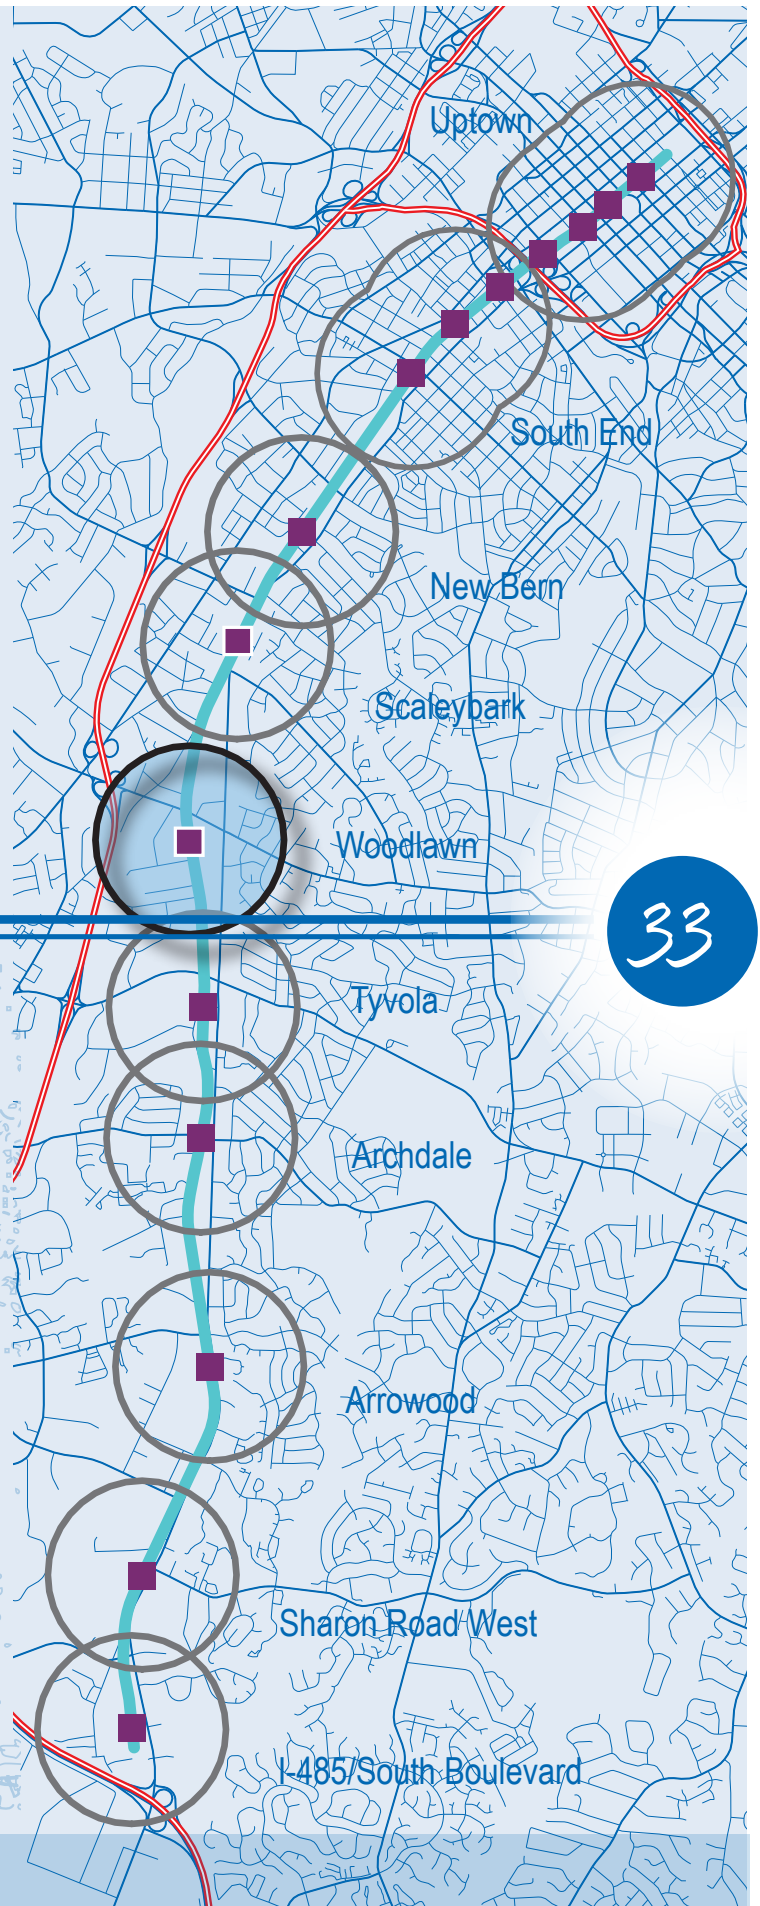 Uptown
South End
New Bern
Scaleybark
Woodlawn
33
Tyvola
Archdale
Arrowood
Sharon Road West
I-485/South Boulevard